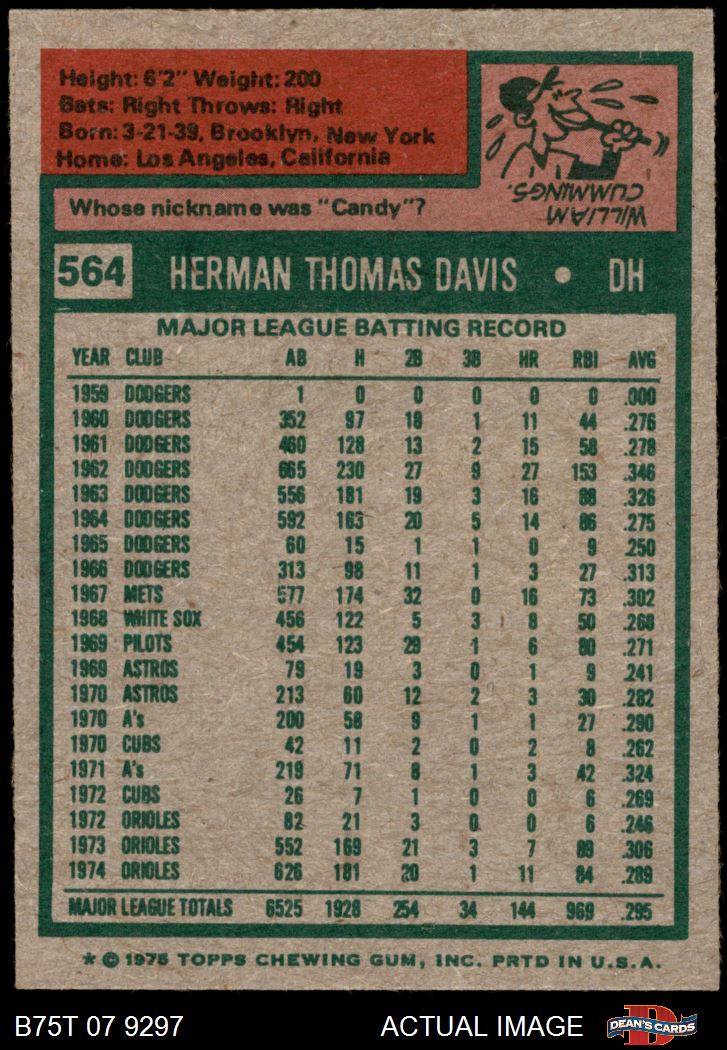 Height: 6'2" Weight: 200
Bats: Right Throws: Right
Born: 3-21-39, Brooklyn, New York
Home: Los Angeles, California
WILLIAM
CUMMINGS.
Whose nickname was "Candy"?
564 HERMAN THOMAS DAVIS • DH
MAJOR LEAGUE BATTING RECORD
YEAR CLUB AB H 2B 3B HR RBI AVG
1959 DODGERS 1 0 0 0 0 0 .000
1960 DODGERS 352 97 18 1 11 44 .276
1961 DODGERS 460 128 13 2 15 58 .278
1962 DODGERS 665 230 27 9 27 153 .346
1963 DODGERS 556 181 19 3 16 88 .326
1964 DODGERS 592 163 20 5 14 86 .275
1965 DODGERS 60 15 1 1 0 9 .250
1966 DODGERS 313 98 11 1 3 27 .313
1967 METS 577 174 32 0 16 73 .302
1968 WHITE SOX 456 122 5 3 8 50 .268
1969 PILOTS 454 123 29 1 6 80 .271
1969 ASTROS 79 19 3 0 1 9 .241
1970 ASTROS 213 60 12 2 3 30 .282
1970 A's 200 58 9 1 1 27 .290
1970 CUBS 42 11 2 0 2 8 .262
1971 A's 219 71 8 1 3 42 .324
1972 CUBS 26 7 1 0 0 6 .269
1972 ORIOLES 82 21 3 0 0 6 .246
1973 ORIOLES 552 169 21 3 7 89 .306
1974 ORIOLES 626 181 20 1 11 84 .289
MAJOR LEAGUE TOTALS 6525 1928 254 34 144 969 .295
* © 1975 TOPPS CHEWING GUM, INC. PRTD IN U.S.A.
B75T 07 9297 ACTUAL IMAGE D DEAN'S CARDS